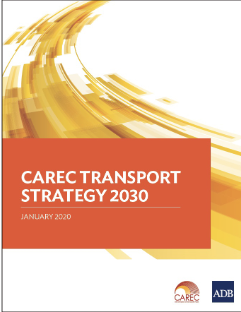 CAREC TRANSPORT
STRATEGY 2030
JANUARY 2020
CAREC
ADB